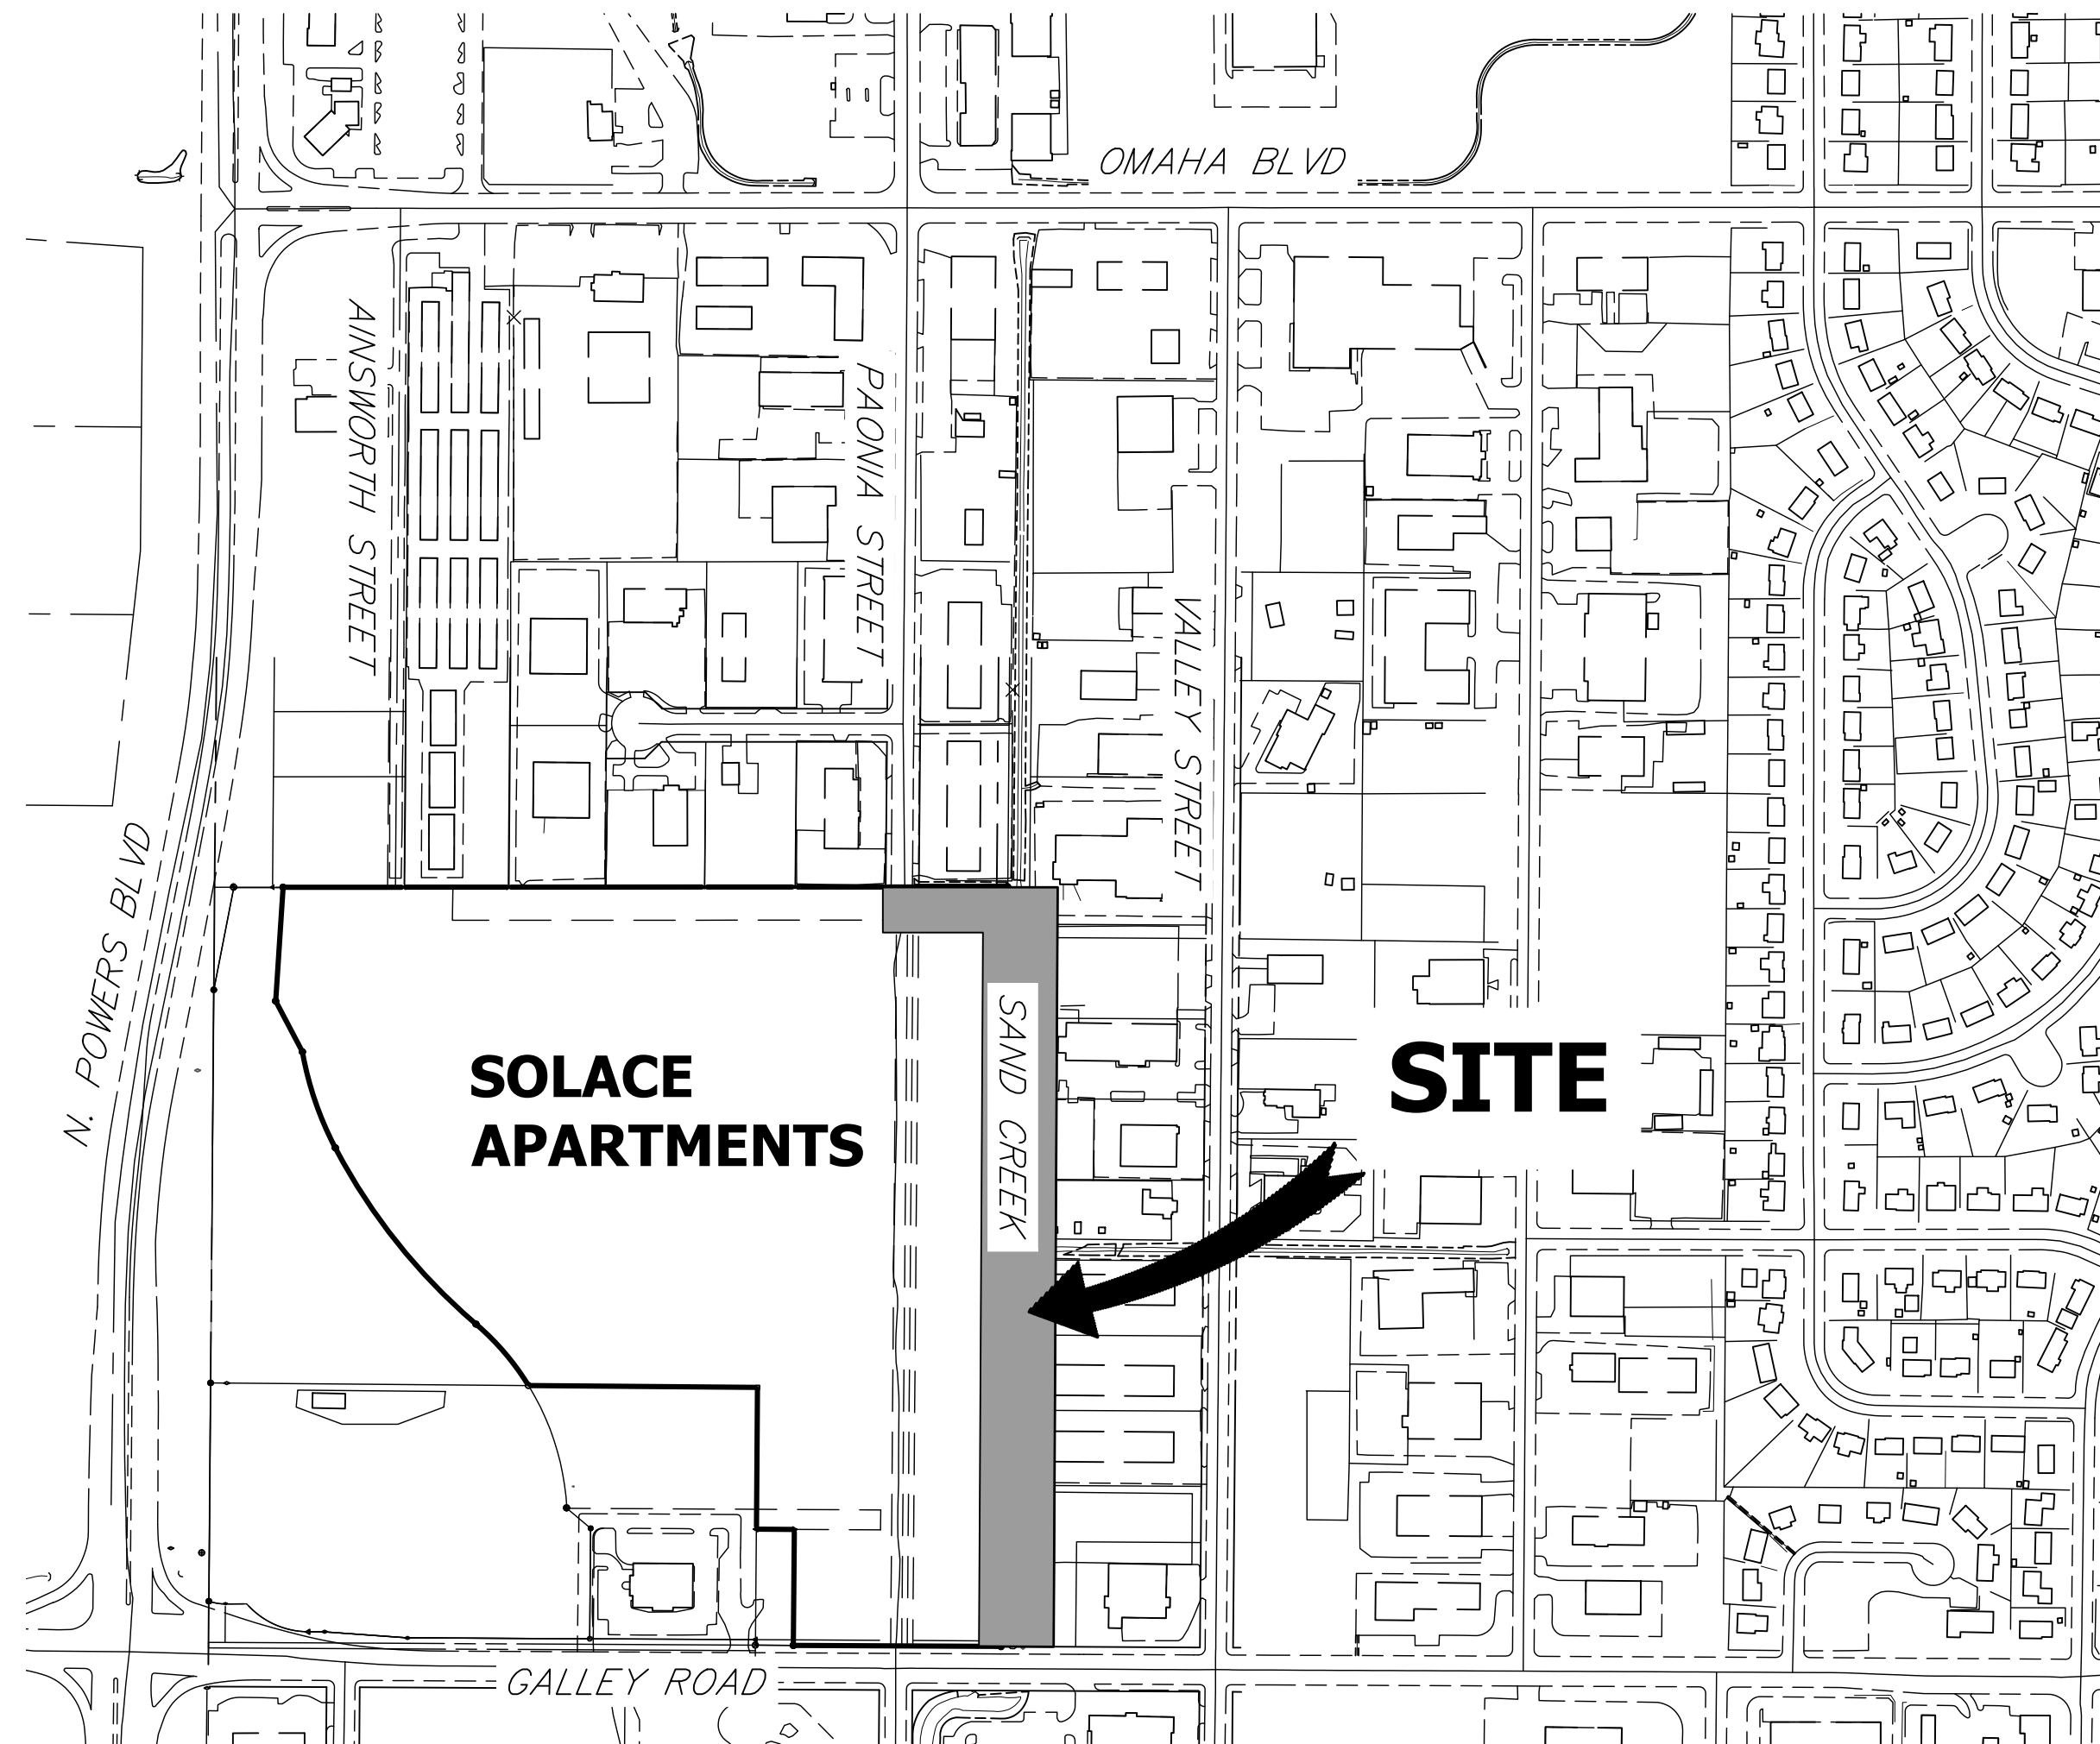 OMAHA BLVD
AINSWORTH STREET
PAONIA STREET
VALLEY STREET
N. POWERS BLVD
SAND CREEK
SOLACE
APARTMENTS
SITE
GALLEY ROAD